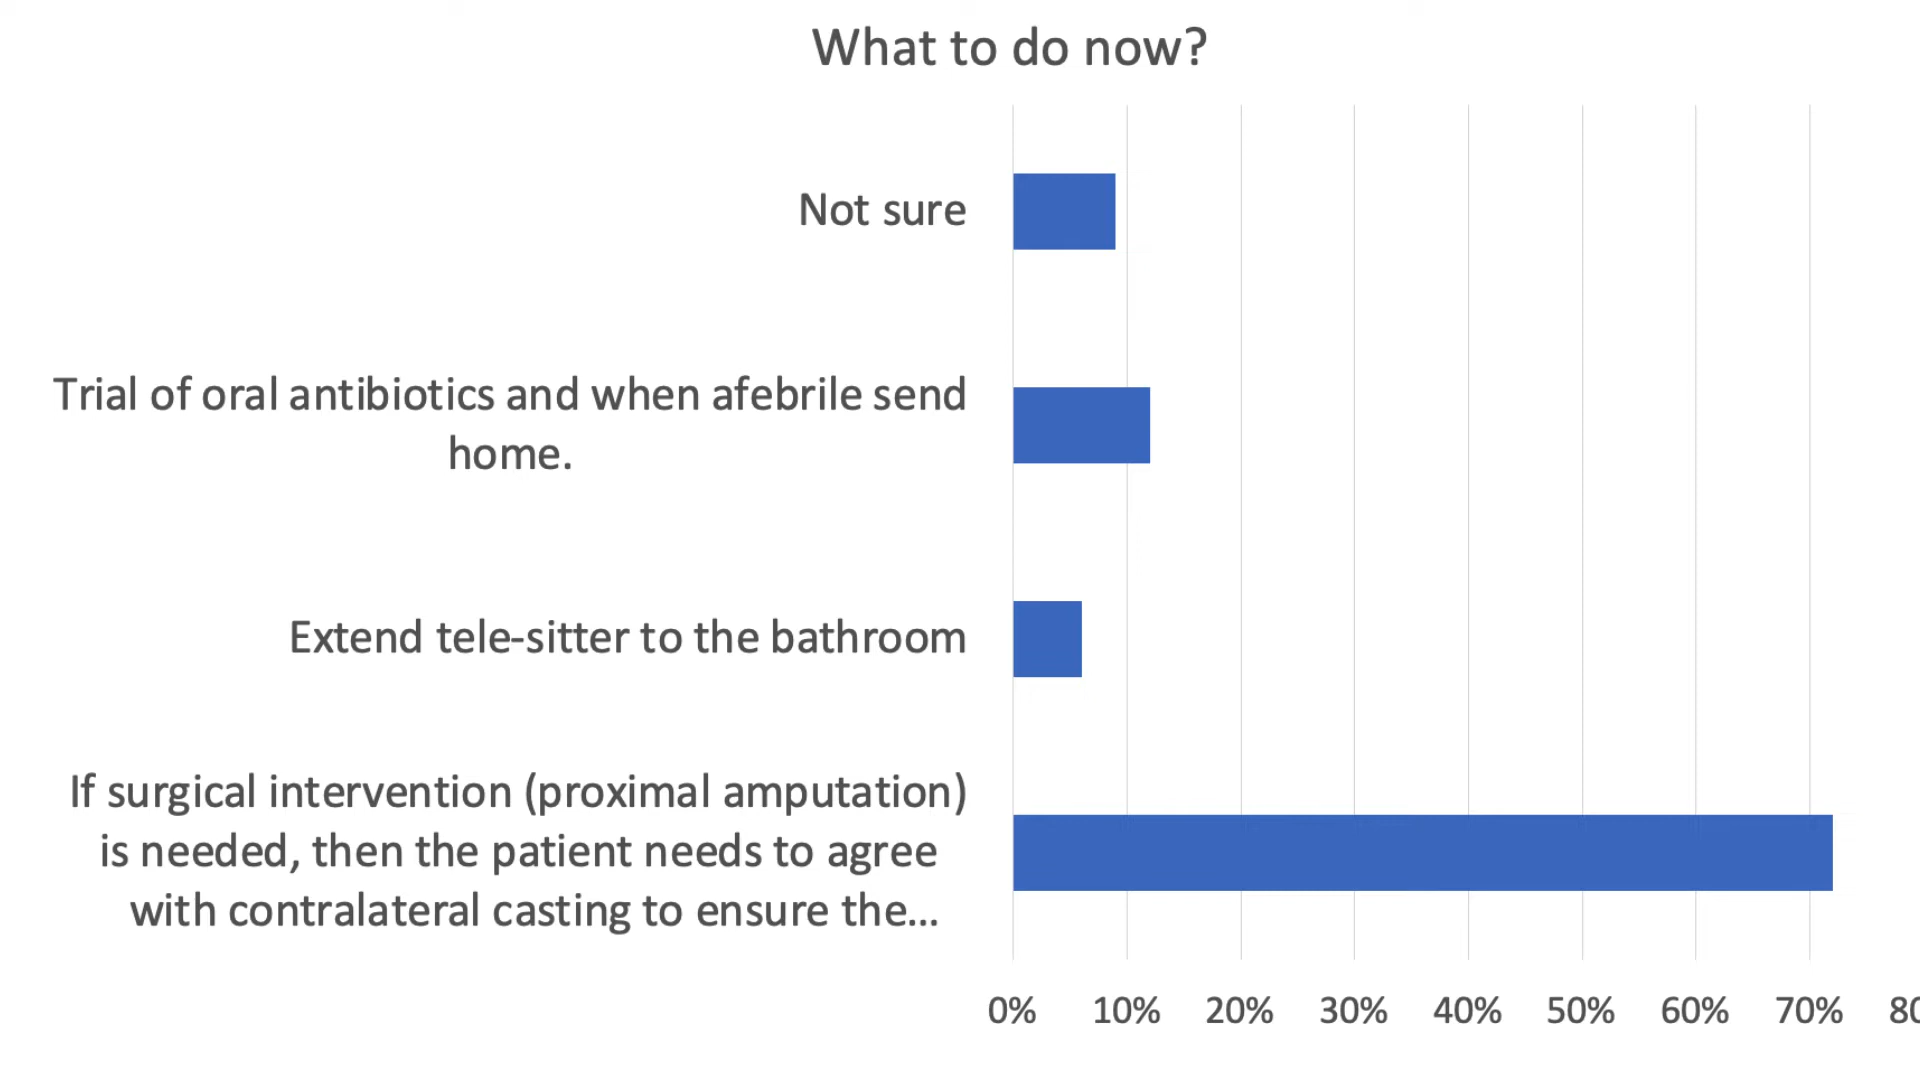 What to do now?
Not sure
Trial of oral antibiotics and when afebrile send
home.
Extend tele-sitter to the bathroom
If surgical intervention (proximal amputation)
is needed, then the patient needs to agree
with contralateral casting to ensure the...
0% 10% 20% 30% 40% 50% 60% 70% 80